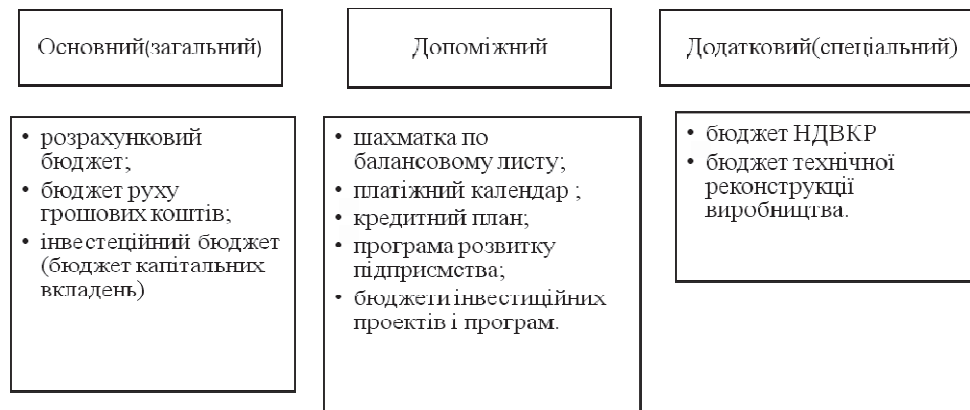 Основний(загальний)
Допоміжний
Додатковий(спеціальний)
• розрахунковий
бюджет;
• бюджет руху
грошових коштів;
• інвестеційний бюджет
(бюджет капітальних
вкладень)
• шахматка по
балансовому листу;
• платіжний календар ;
• кредитний план;
• програма розвитку
підприємства;
• бюджети інвестиційних
проектів і програм.
• бюджет НДВКР
• бюджет технічної
реконструкції
виробництва.